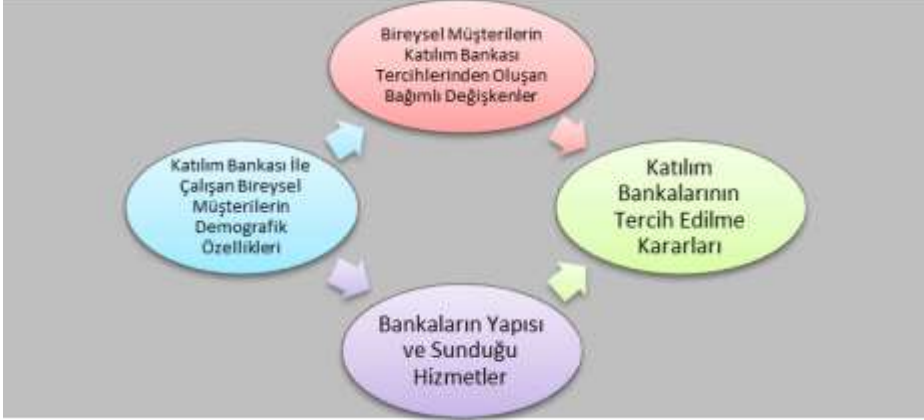 Bireysel Müşterilerin
Katılım Bankası
Tercihlerinden Oluşan
Bağımlı Değişkenler
Katılım Bankası İle
Çalışan Bireysel
Müşterilerin
Demografik
Özellikleri
Katılım
Bankalarının
Tercih Edilme
Kararları
Bankaların Yapısı
ve Sunduğu
Hizmetler